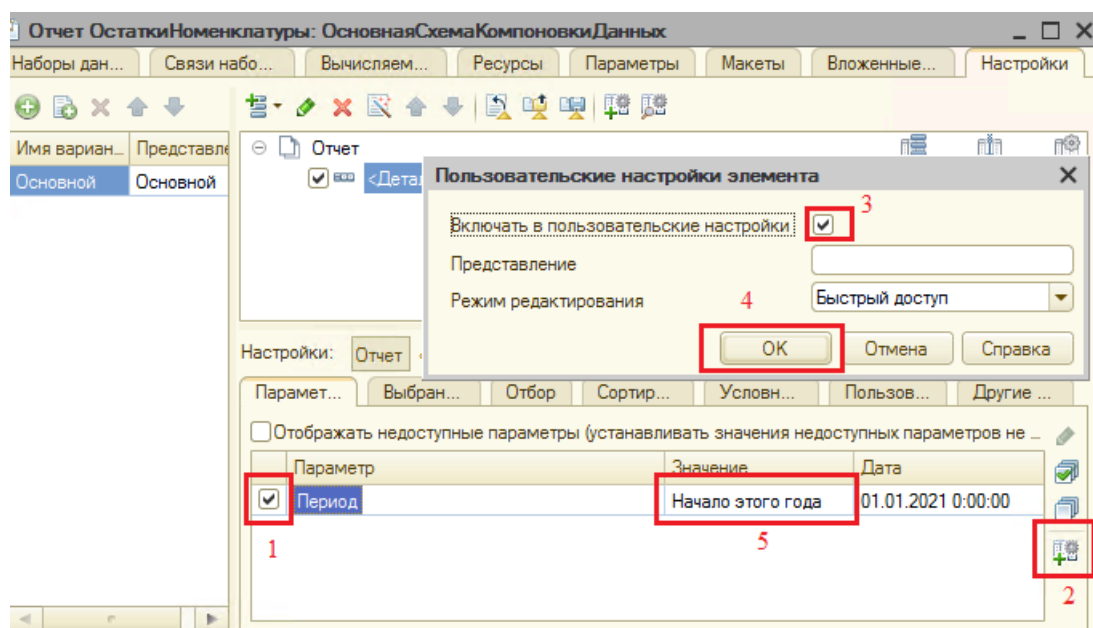 Отчет ОстаткиНоменклатуры: ОсновнаяСхемаКомпоновкиДанных
Наборы дан... Связи набо... Вычисляем... Ресурсы Параметры Макеты Вложенные... Настройки
Имя вариан... Представле
Основной Основной
Отчет
<Детал
Пользовательские настройки элемента
Включать в пользовательские настройки 3
Представление
Режим редактирования 4 Быстрый доступ
OK Отмена Справка
Настройки: Отчет
Парамет... Выбран... Отбор Сортир... Условн... Пользов... Другие ...
Отображать недоступные параметры (устанавливать значения недоступных параметров не ...
Параметр Значение Дата
Период Начало этого года 01.01.2021 0:00:00
1 5
2